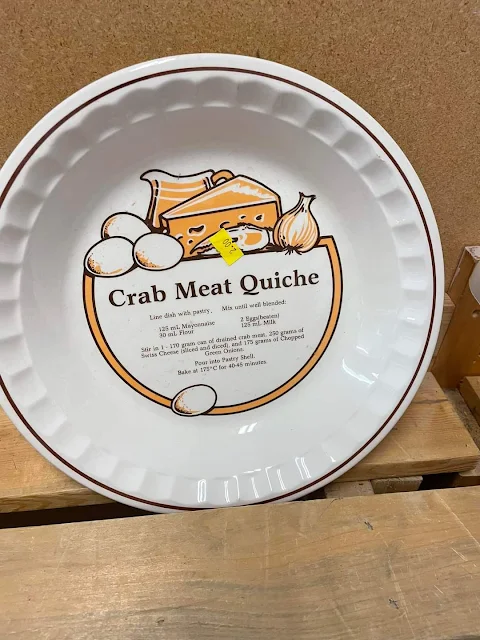 2.00
Crab Meat Quiche
Line dish with pastry. Mix until well blended:
125 mL Mayonnaise 2 Eggs(beaten)
30 mL Flour 125 mL Milk
Stir in 1 - 170 gram can of drained crab meat, 250 grams of
Swiss Cheese (sliced and diced), and 175 grams of Chopped
Green Onions.
Pour into Pastry Shell.
Bake at 175°C for 40-45 minutes